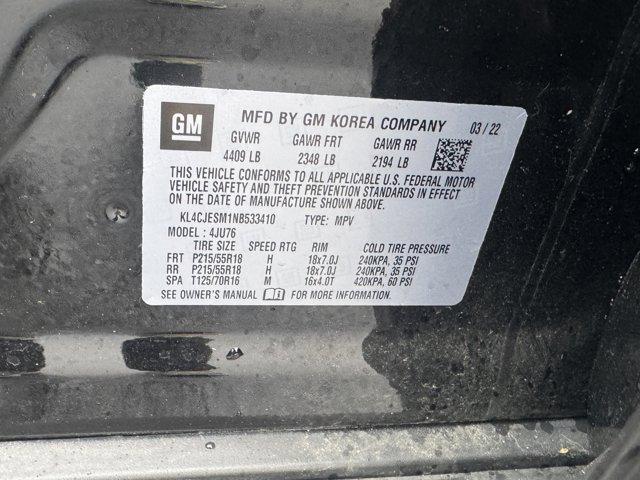 GM MFD BY GM KOREA COMPANY 03/22
GVWR GAWR FRT GAWR RR
4409 LB 2348 LB 2194 LB
THIS VEHICLE CONFORMS TO ALL APPLICABLE U.S. FEDERAL MOTOR
VEHICLE SAFETY AND THEFT PREVENTION STANDARDS IN EFFECT
ON THE DATE OF MANUFACTURE SHOWN ABOVE.
KL4CJESM1NB533410 TYPE: MPV
MODEL: 4JU76
TIRE SIZE SPEED RTG RIM COLD TIRE PRESSURE
FRT P215/55R18 H 18x7.0J 240KPA, 35 PSI
RR P215/55R18 H 18x7.0J 240KPA, 35 PSI
SPA T125/70R16 M 16x4.0T 420KPA, 60 PSI
SEE OWNER'S MANUAL FOR MORE INFORMATION.